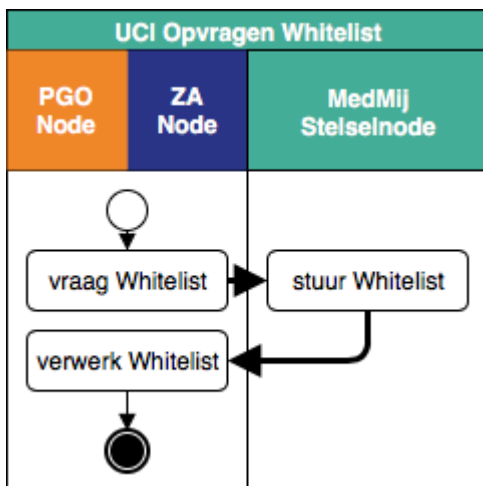 UCI Opvragen Whitelist
PGO
Node
ZA
Node
MedMij
Stelselnode
vraag Whitelist
stuur Whitelist
verwerk Whitelist